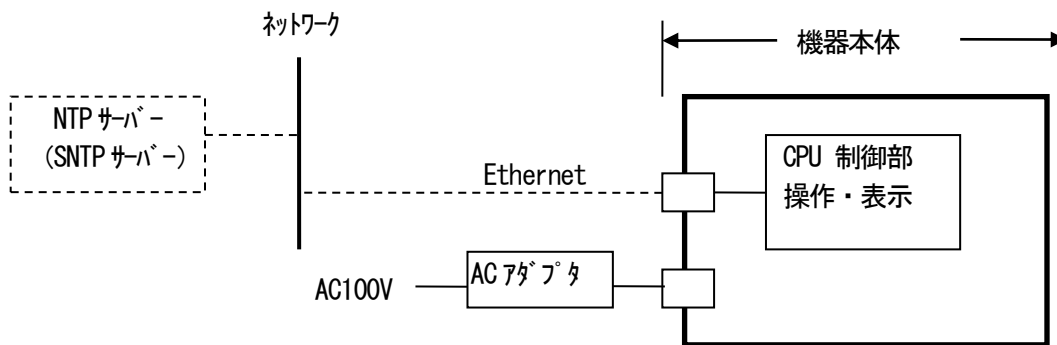 ネットワーク
機器本体
NTP サーバー
(SNTP サーバー)
CPU 制御部
操作・表示
Ethernet
AC アダプタ
AC100V